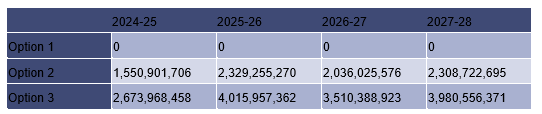 2024-25 2025-26 2026-27 2027-28
Option 1 0 0 0 0
Option 2 1,550,901,706 2,329,255,270 2,036,025,576 2,308,722,695
Option 3 2,673,968,458 4,015,957,362 3,510,388,923 3,980,556,371